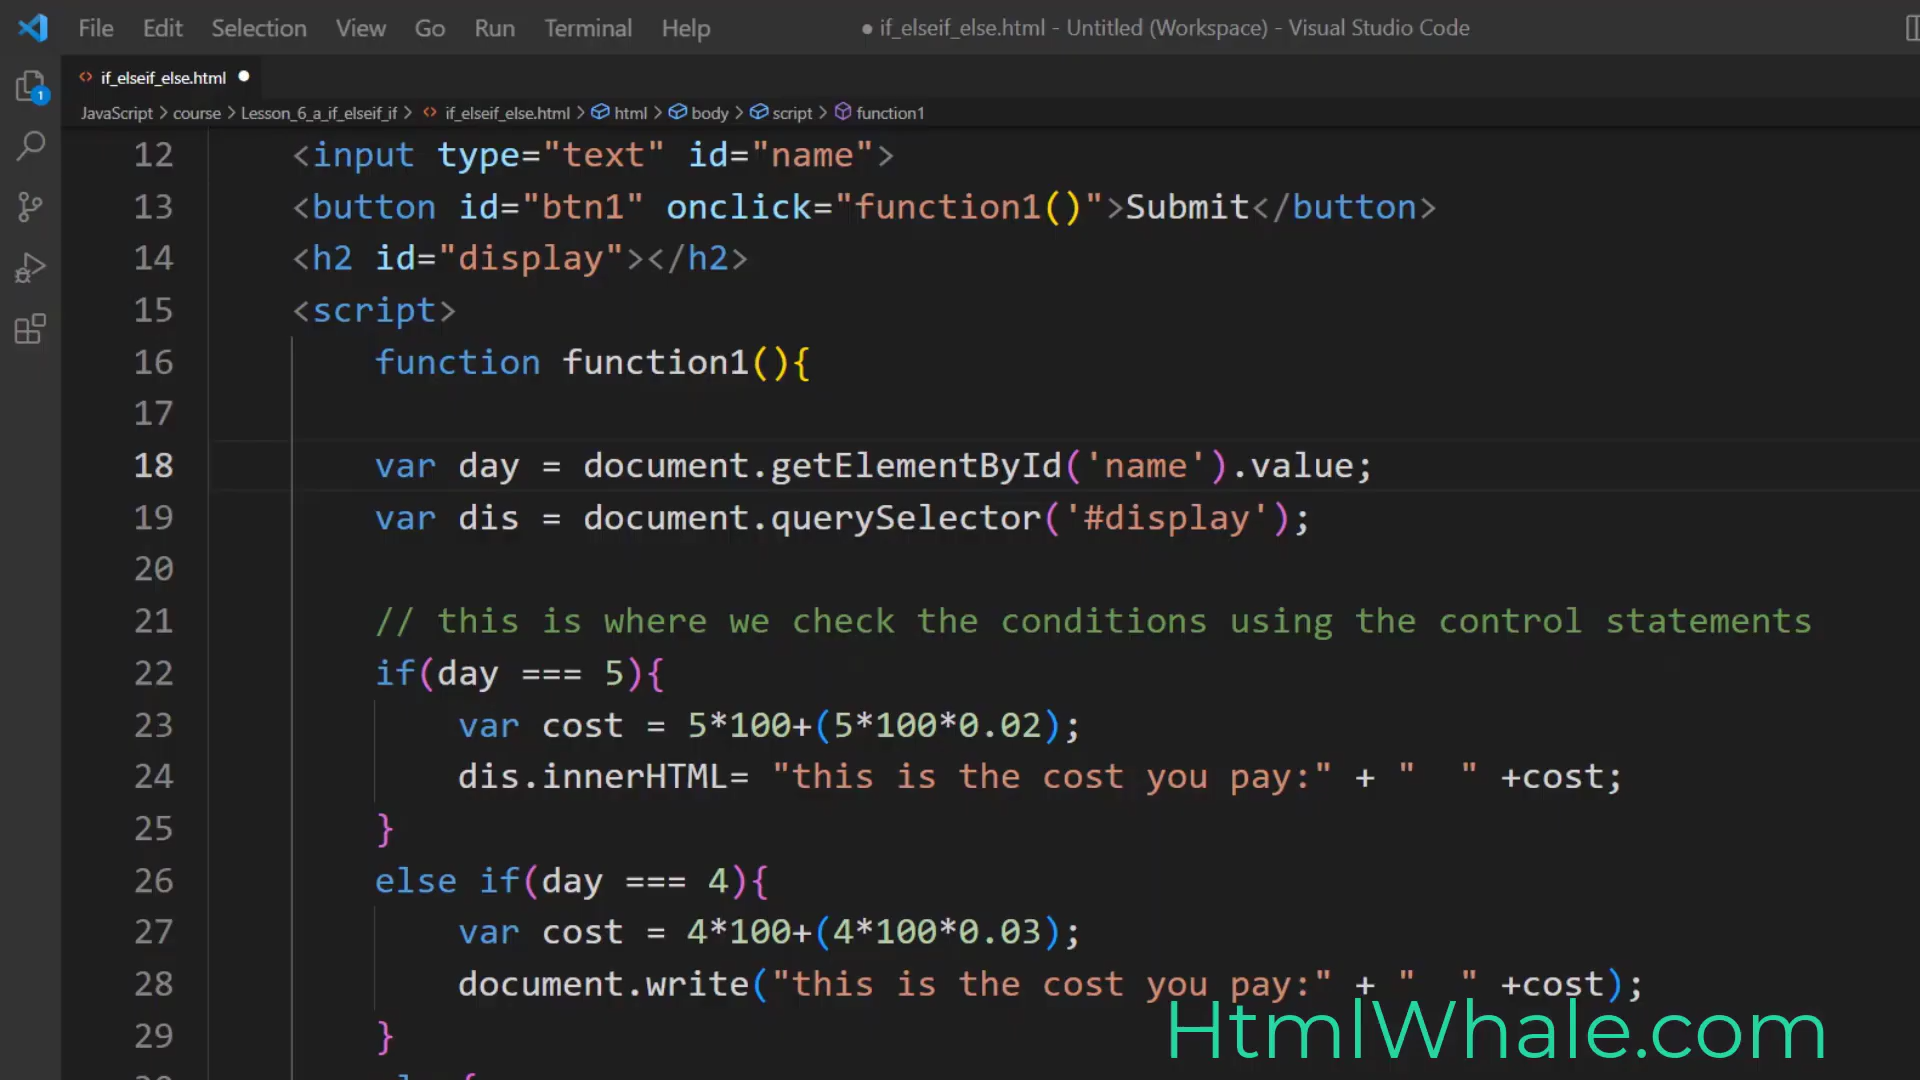 File Edit Selection View Go Run Terminal Help ● if_elseif_else.html - Untitled (Workspace) - Visual Studio Code
<> if_elseif_else.html ●
1
JavaScript > course > Lesson_6_a_if_elseif_if > <> if_elseif_else.html > html > body > script > function1
12 <input type="text" id="name">
13 <button id="btn1" onclick="function1()">Submit</button>
14 <h2 id="display"></h2>
15 <script>
16 function function1(){
17
18 var day = document.getElementById('name').value;
19 var dis = document.querySelector('#display');
20
21 // this is where we check the conditions using the control statements
22 if(day === 5){
23 var cost = 5*100+(5*100*0.02);
24 dis.innerHTML= "this is the cost you pay:" + "  " +cost;
25 }
26 else if(day === 4){
27 var cost = 4*100+(4*100*0.03);
28 document.write("this is the cost you pay:" + "  " +cost);
29 }
HtmlWhale.com